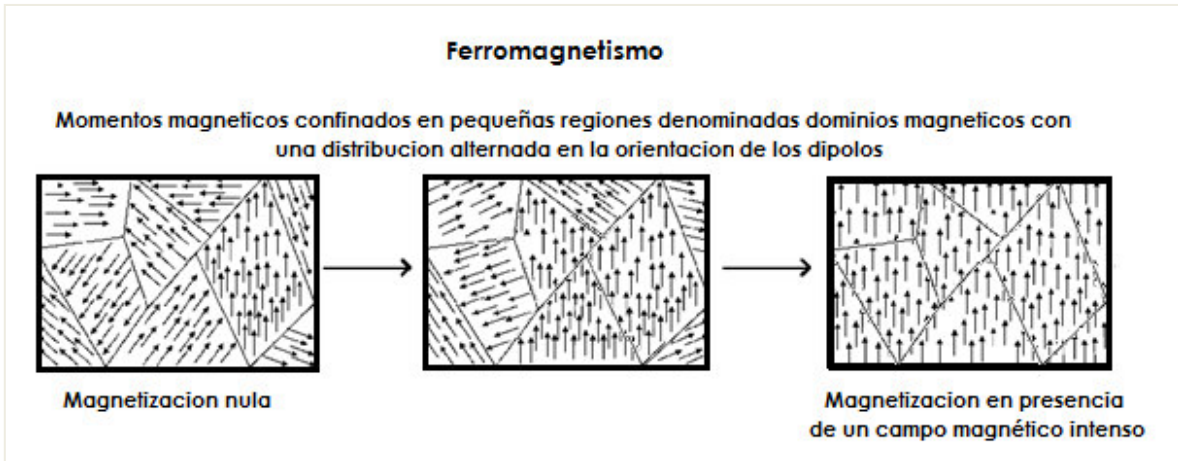 Ferromagnetismo
Momentos magneticos confinados en pequeñas regiones denominadas dominios magneticos con
una distribucion alternada en la orientacion de los dipolos
Magnetizacion nula
Magnetizacion en presencia
de un campo magnético intenso